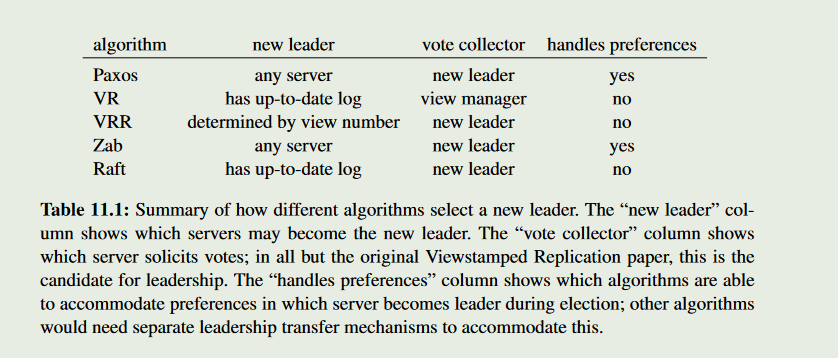 algorithm new leader vote collector handles preferences
Paxos any server new leader yes
VR has up-to-date log view manager no
VRR determined by view number new leader no
Zab any server new leader yes
Raft has up-to-date log new leader no
Table 11.1: Summary of how different algorithms select a new leader. The “new leader” col-
umn shows which servers may become the new leader. The “vote collector” column shows
which server solicits votes; in all but the original Viewstamped Replication paper, this is the
candidate for leadership. The “handles preferences” column shows which algorithms are able
to accommodate preferences in which server becomes leader during election; other algorithms
would need separate leadership transfer mechanisms to accommodate this.